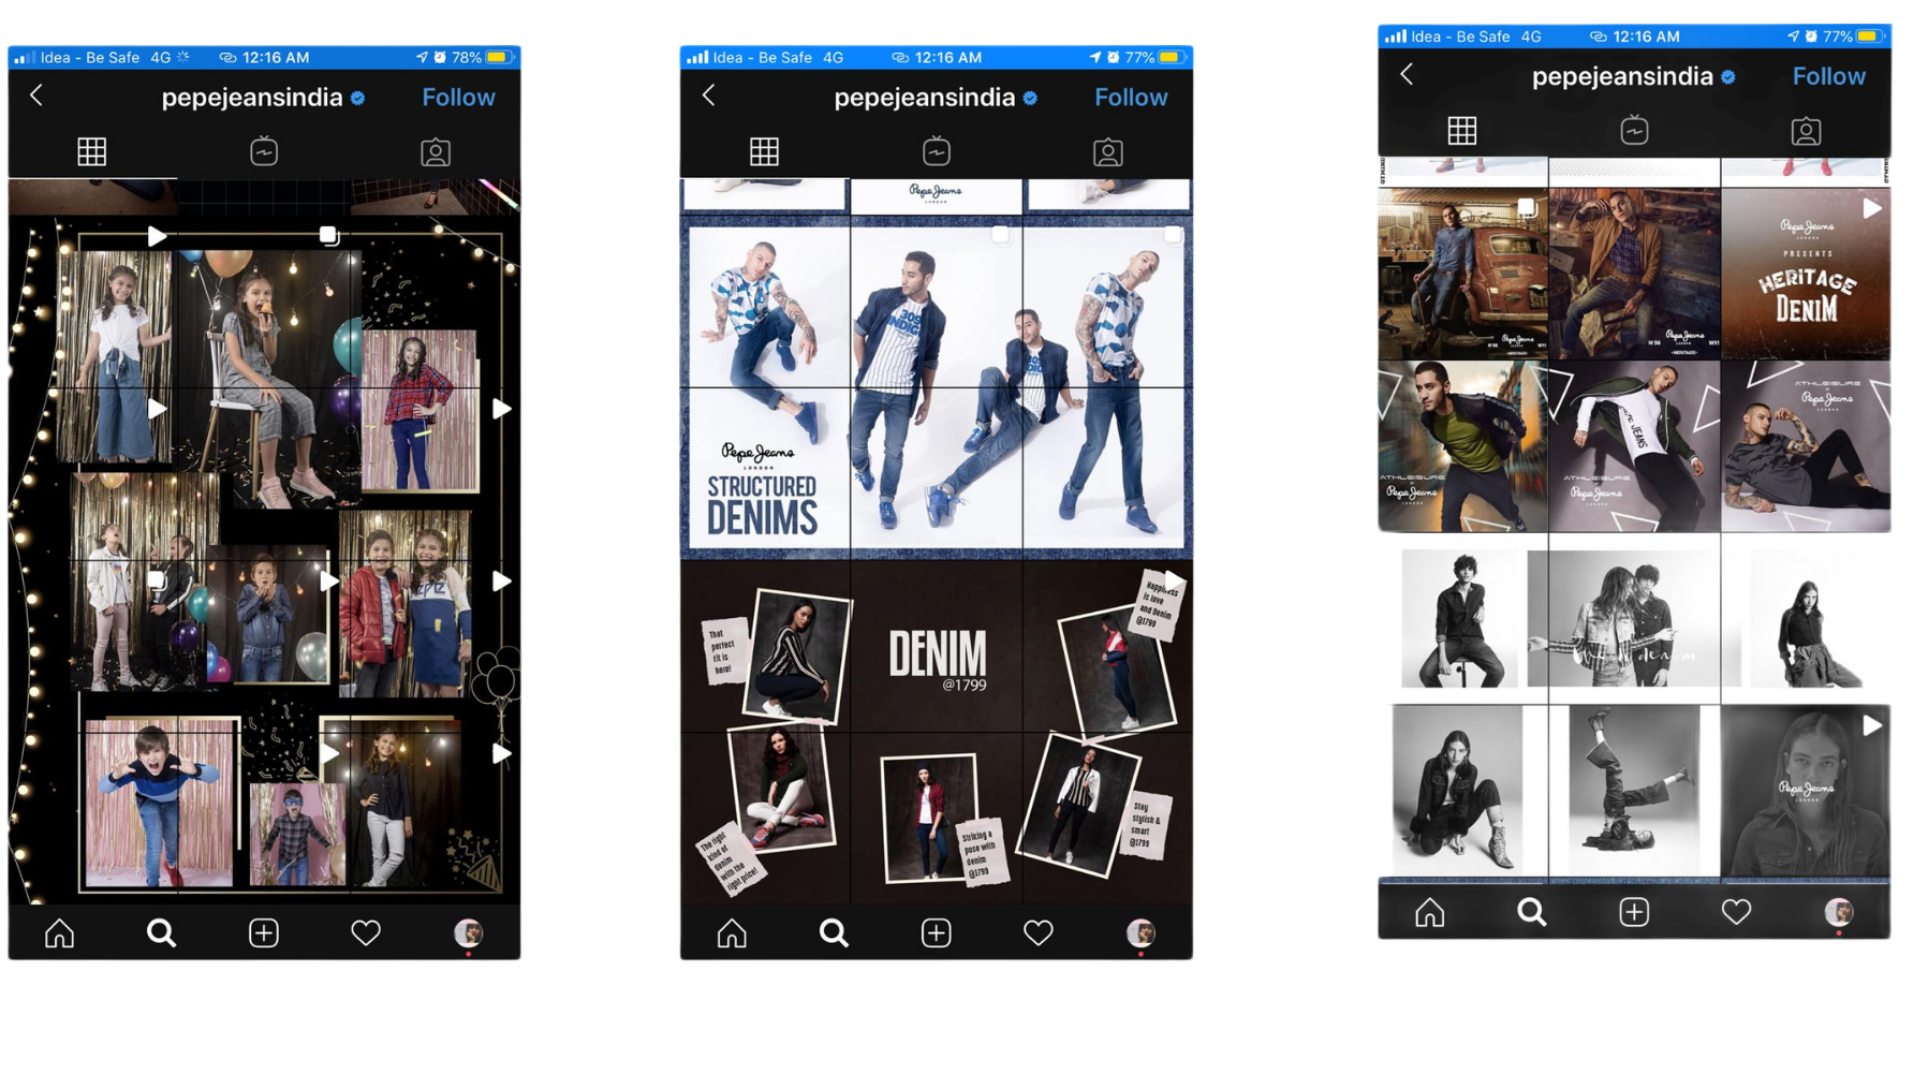 Idea - Be Safe 4G 12:16 AM 78%
pepejeansindia Follow
Idea - Be Safe 4G 12:16 AM 77%
pepejeansindia Follow
Pepe Jeans
LONDON
Pepe Jeans
LONDON
STRUCTURED
DENIMS
That
perfect
fit is
here!
DENIM
@1799
Happiness
is love
and Denim
@1799
The right
kind of
denim
with the
right price!
Striking a
pose with
denim
@1799
Stay
stylish &
smart
@1799
Idea - Be Safe 4G 12:16 AM 77%
pepejeansindia Follow
Pepe Jeans
LONDON
Pepe Jeans
LONDON
Pepe Jeans
LONDON
PRESENTS
HERITAGE
DENIM
ATHLEISURE
Pepe Jeans
LONDON
ATHLEISURE
Pepe Jeans
LONDON
JEANS
ATHLEISURE
Pepe Jeans
LONDON
denim
Pepe Jeans
LONDON